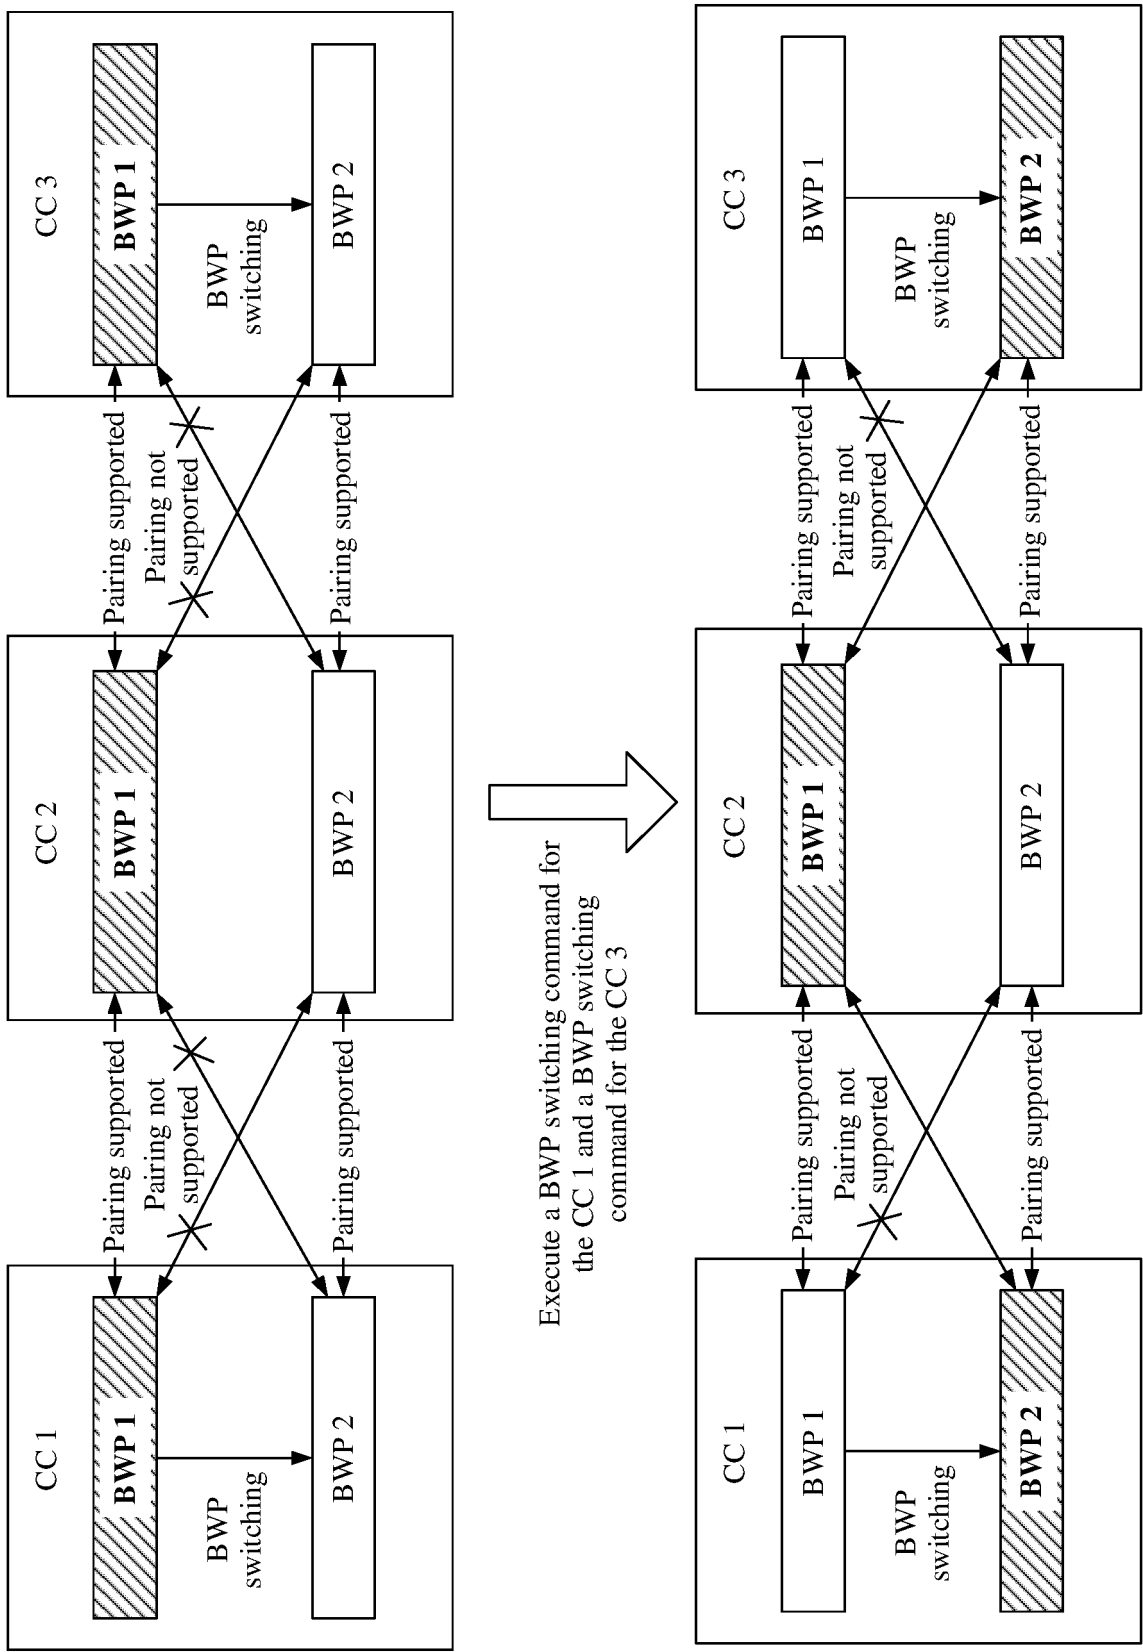 CC 1
CC 2
CC 3
BWP 1
Pairing supported
BWP 1
Pairing supported
BWP 1
Pairing not
supported
Pairing not
supported
BWP
switching
BWP
switching
BWP 2
Pairing supported
BWP 2
Pairing supported
BWP 2
Execute a BWP switching command for
the CC 1 and a BWP switching
command for the CC 3
CC 1
CC 2
CC 3
BWP 1
Pairing supported
BWP 1
Pairing supported
BWP 1
Pairing not
supported
Pairing not
supported
BWP
switching
BWP
switching
BWP 2
Pairing supported
BWP 2
Pairing supported
BWP 2